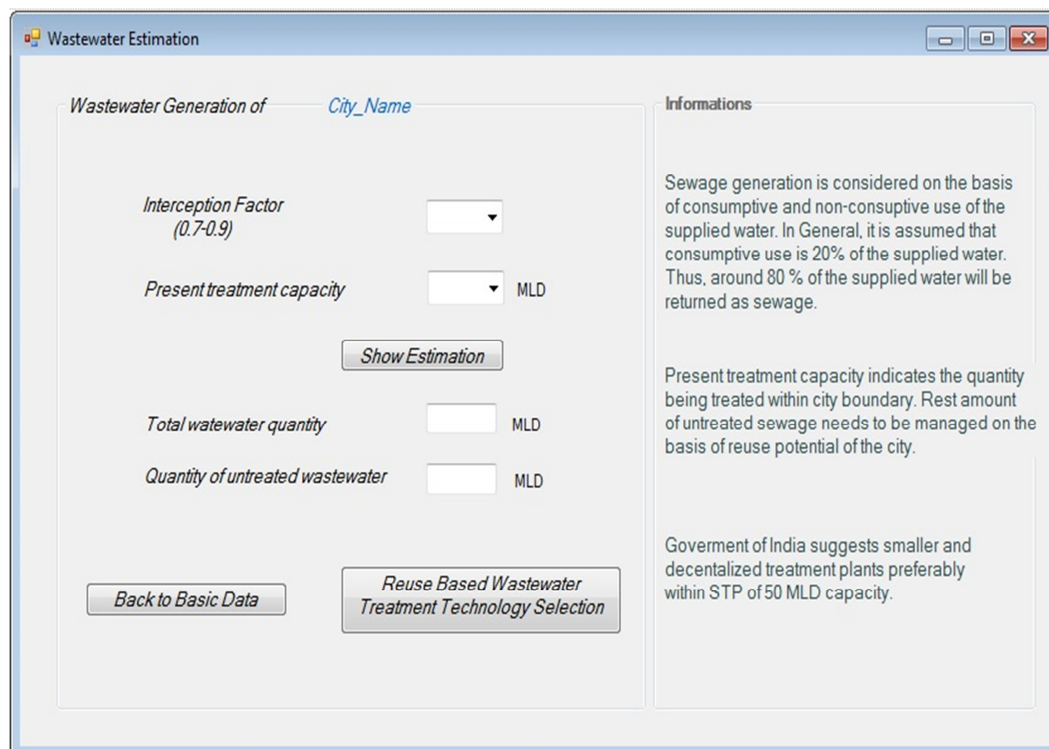 Wastewater Estimation
Wastewater Generation of City_Name
Interception Factor
(0.7-0.9)
Present treatment capacity MLD
Show Estimation
Total watewater quantity MLD
Quantity of untreated wastewater MLD
Back to Basic Data
Reuse Based Wastewater
Treatment Technology Selection
Informations
Sewage generation is considered on the basis
of consumptive and non-consuptive use of the
supplied water. In General, it is assumed that
consumptive use is 20% of the supplied water.
Thus, around 80 % of the supplied water will be
returned as sewage.
Present treatment capacity indicates the quantity
being treated within city boundary. Rest amount
of untreated sewage needs to be managed on the
basis of reuse potential of the city.
Goverment of India suggests smaller and
decentalized treatment plants preferably
within STP of 50 MLD capacity.